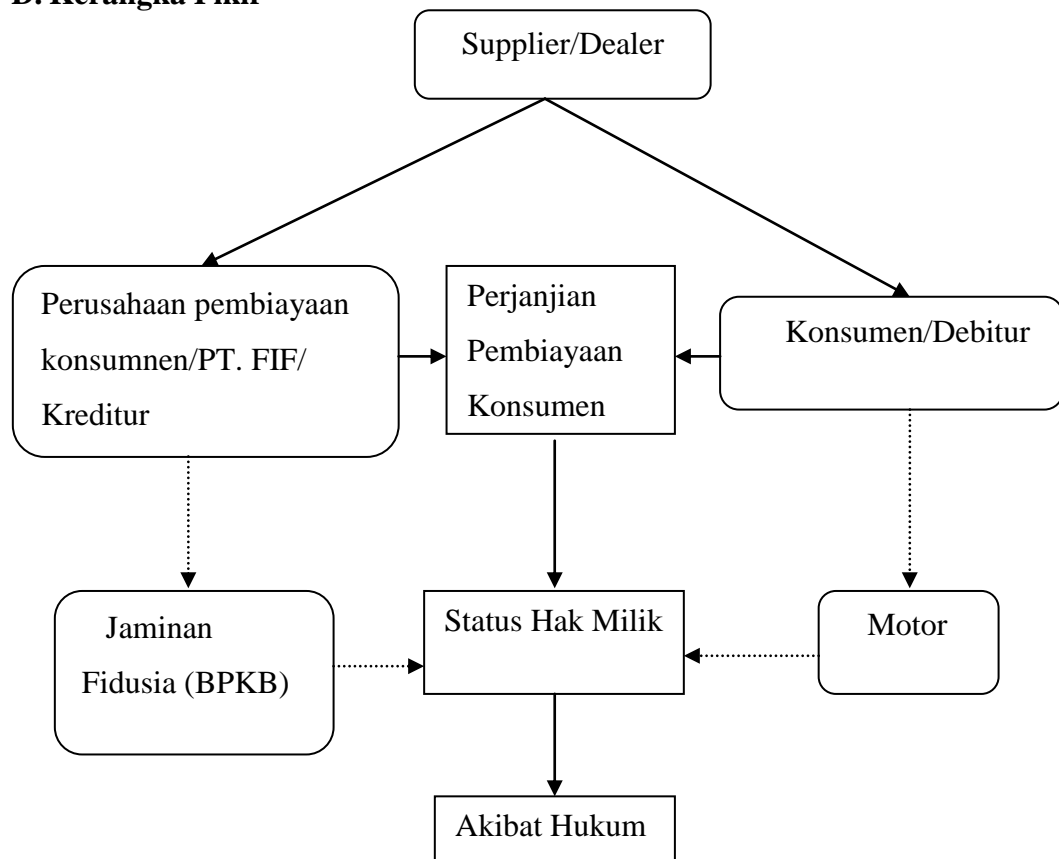 D. Kerangka Pikir
Supplier/Dealer
Perusahaan pembiayaan
konsumnen/PT. FIF/
Kreditur
Perjanjian
Pembiayaan
Konsumen
Konsumen/Debitur
Jaminan
Fidusia (BPKB)
Status Hak Milik
Motor
Akibat Hukum